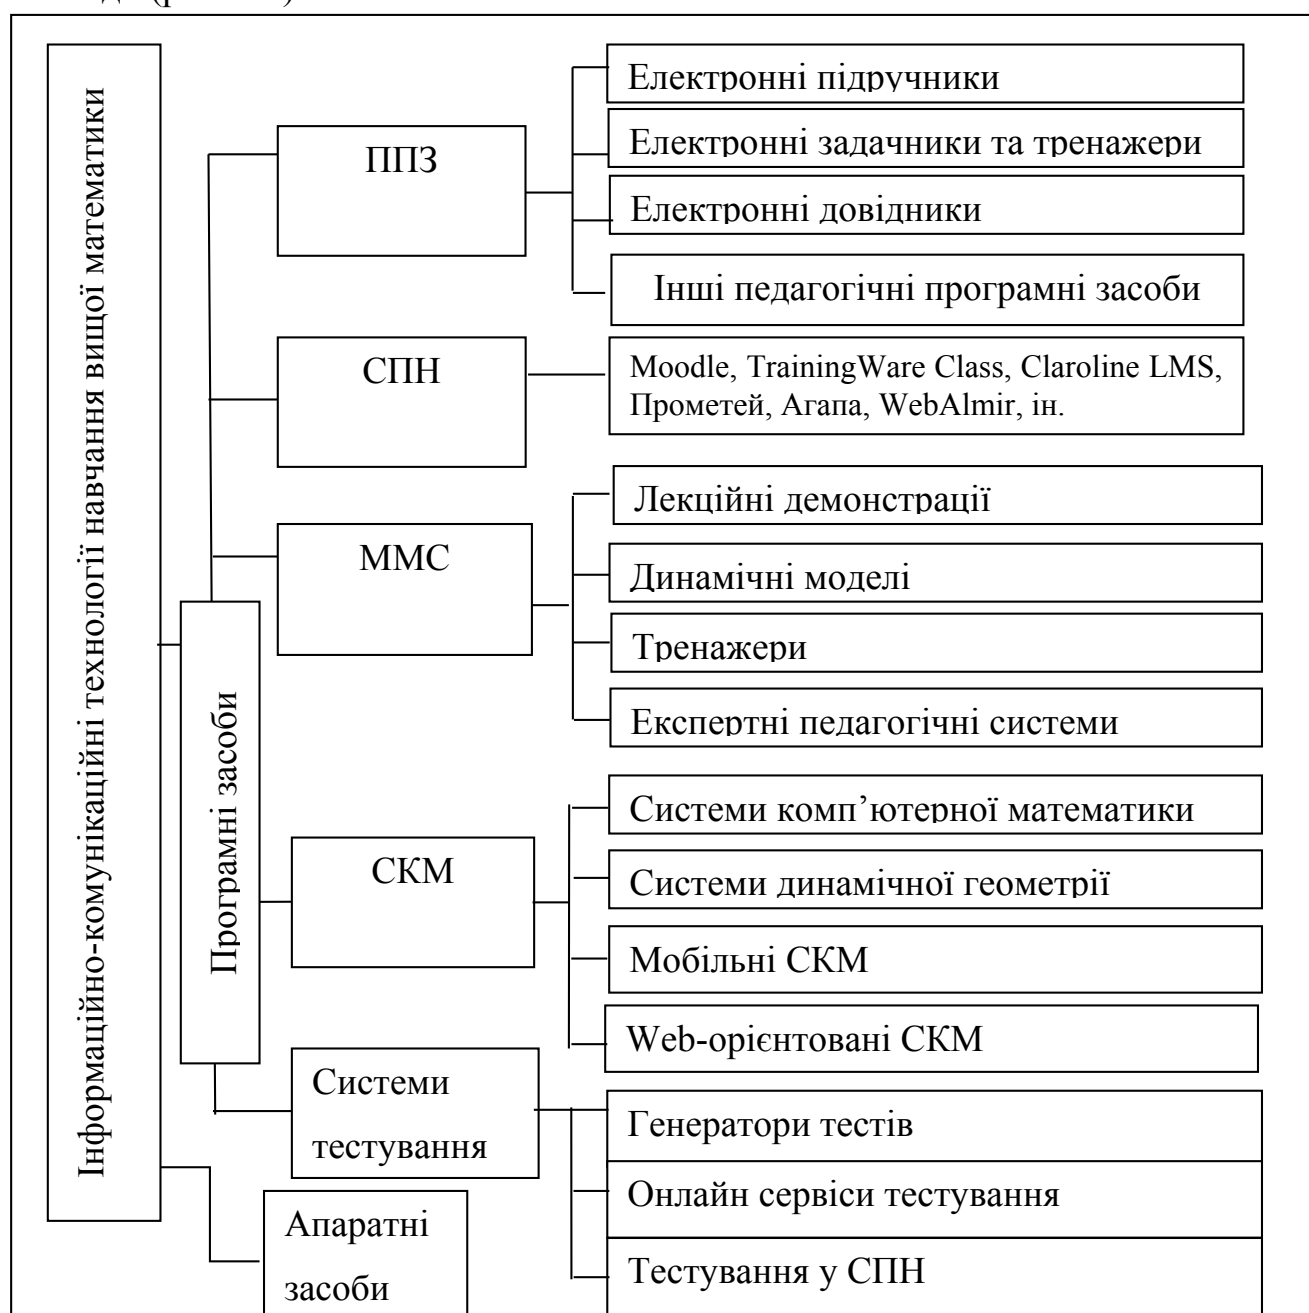 Інформаційно-комунікаційні технології навчання вищої математики
Програмні засоби
ППЗ
Електронні підручники
Електронні задачники та тренажери
Електронні довідники
Інші педагогічні програмні засоби
СПН
Moodle, TrainingWare Class, Claroline LMS,
Прометей, Агапа, WebAlmir, ін.
ММС
Лекційні демонстрації
Динамічні моделі
Тренажери
Експертні педагогічні системи
СКМ
Системи комп’ютерної математики
Системи динамічної геометрії
Мобільні СКМ
Web-орієнтовані СКМ
Системи
тестування
Генератори тестів
Онлайн сервіси тестування
Тестування у СПН
Апаратні
засоби